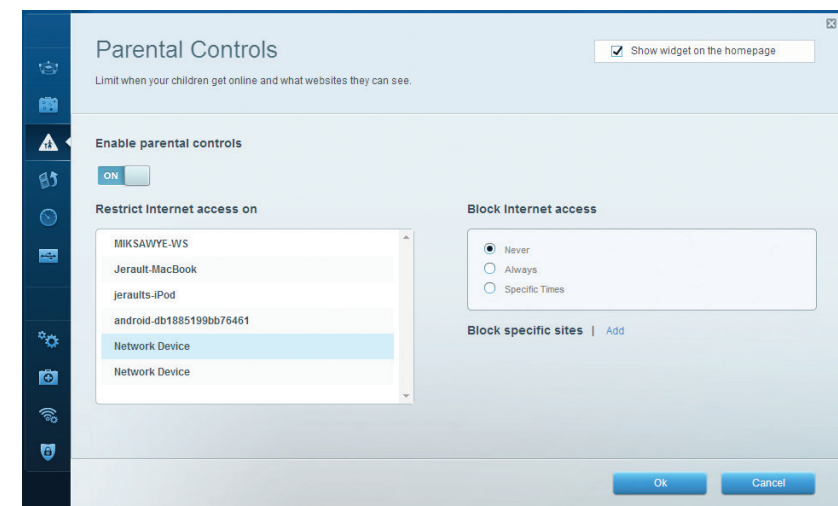 Parental Controls
Show widget on the homepage
Limit when your children get online and what websites they can see.
Enable parental controls
ON
Restrict Internet access on
Block Internet access
MIKSAWYE-WS
Jerault-MacBook
jeraults-iPod
android-db1885199bb76461
Network Device
Network Device
Never
Always
Specific Times
Block specific sites | Add
Ok
Cancel